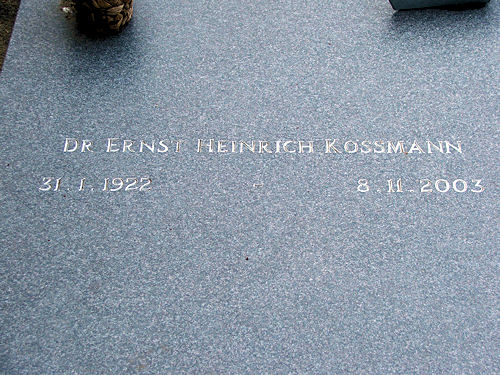 DR ERNST HEINRICH KOSSMANN
31.1.1922 8.11.2003